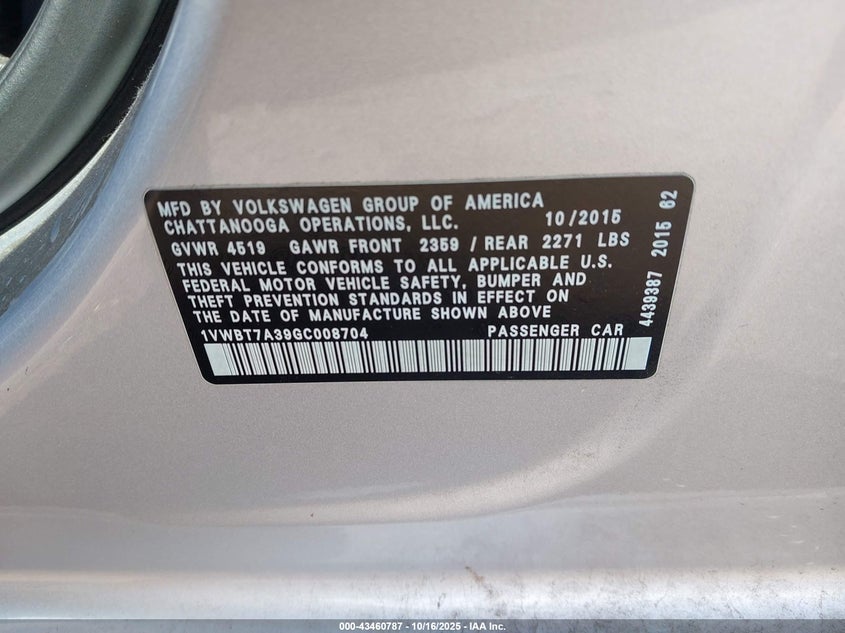 MFD BY VOLKSWAGEN GROUP OF AMERICA
CHATTANOOGA OPERATIONS, LLC. 10/2015
GVWR 4519 GAWR FRONT 2359 / REAR 2271 LBS
THIS VEHICLE CONFORMS TO ALL APPLICABLE U.S.
FEDERAL MOTOR VEHICLE SAFETY, BUMPER AND
THEFT PREVENTION STANDARDS IN EFFECT ON
THE DATE OF MANUFACTURE SHOWN ABOVE
1VWBT7A39GC008704 PASSENGER CAR
4439387 2015 62
000-43460787 - 10/16/2025 - IAA Inc.